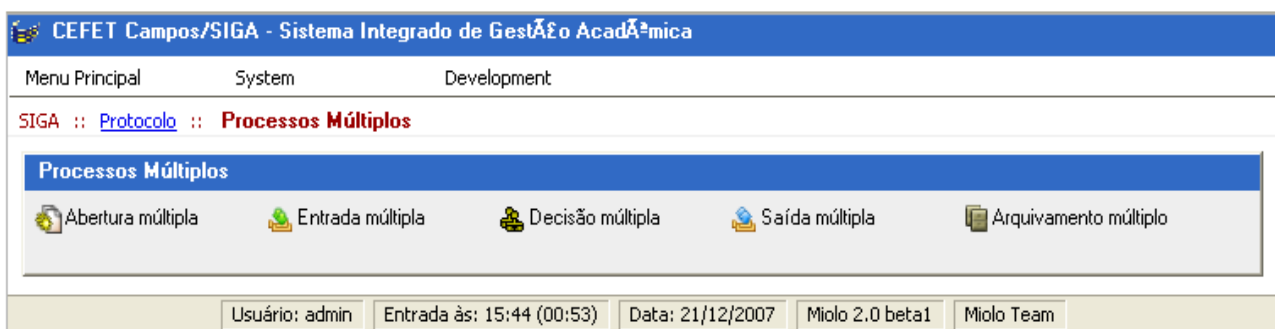 CEFET Campos/SIGA - Sistema Integrado de GestÃ£o AcadÃªmica
Menu Principal System Development
SIGA :: Protocolo :: Processos Múltiplos
Processos Múltiplos
Abertura múltipla Entrada múltipla Decisão múltipla Saída múltipla Arquivamento múltiplo
Usuário: admin Entrada às: 15:44 (00:53) Data: 21/12/2007 Miolo 2.0 beta1 Miolo Team